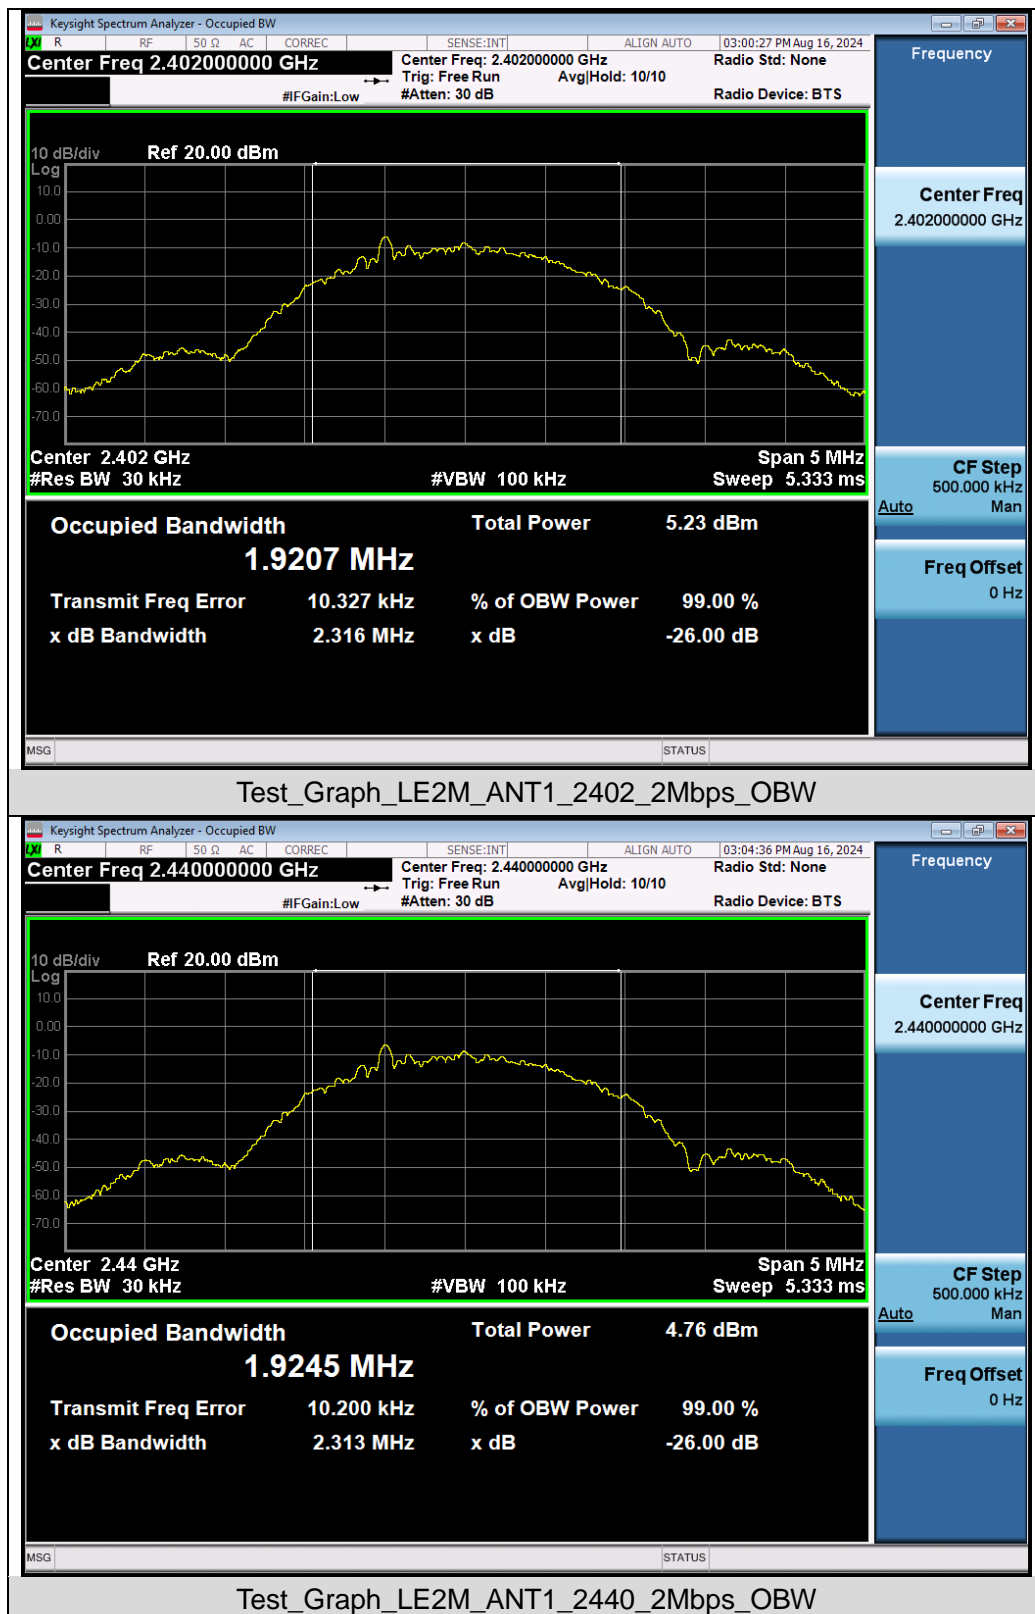 Keysight Spectrum Analyzer - Occupied BW
LXI R RF 50 Ω AC CORREC SENSE:INT ALIGN AUTO 03:00:27 PM Aug 16, 2024
Center Freq 2.402000000 GHz
Center Freq: 2.402000000 GHz
Radio Std: None
Trig: Free Run Avg|Hold: 10/10
#IFGain:Low
#Atten: 30 dB
Radio Device: BTS
Frequency
10 dB/div Ref 20.00 dBm
Log
10.0
0.00
-10.0
-20.0
-30.0
-40.0
-50.0
-60.0
-70.0
Center 2.402 GHz Span 5 MHz
#Res BW 30 kHz #VBW 100 kHz Sweep 5.333 ms
Center Freq
2.402000000 GHz
CF Step
500.000 kHz
Auto Man
Freq Offset
0 Hz
Occupied Bandwidth Total Power 5.23 dBm
1.9207 MHz
Transmit Freq Error 10.327 kHz % of OBW Power 99.00 %
x dB Bandwidth 2.316 MHz x dB -26.00 dB
MSG STATUS
Test_Graph_LE2M_ANT1_2402_2Mbps_OBW
Keysight Spectrum Analyzer - Occupied BW
LXI R RF 50 Ω AC CORREC SENSE:INT ALIGN AUTO 03:04:36 PM Aug 16, 2024
Center Freq 2.440000000 GHz
Center Freq: 2.440000000 GHz
Radio Std: None
Trig: Free Run Avg|Hold: 10/10
#IFGain:Low
#Atten: 30 dB
Radio Device: BTS
Frequency
10 dB/div Ref 20.00 dBm
Log
10.0
0.00
-10.0
-20.0
-30.0
-40.0
-50.0
-60.0
-70.0
Center 2.44 GHz Span 5 MHz
#Res BW 30 kHz #VBW 100 kHz Sweep 5.333 ms
Center Freq
2.440000000 GHz
CF Step
500.000 kHz
Auto Man
Freq Offset
0 Hz
Occupied Bandwidth Total Power 4.76 dBm
1.9245 MHz
Transmit Freq Error 10.200 kHz % of OBW Power 99.00 %
x dB Bandwidth 2.313 MHz x dB -26.00 dB
MSG STATUS
Test_Graph_LE2M_ANT1_2440_2Mbps_OBW